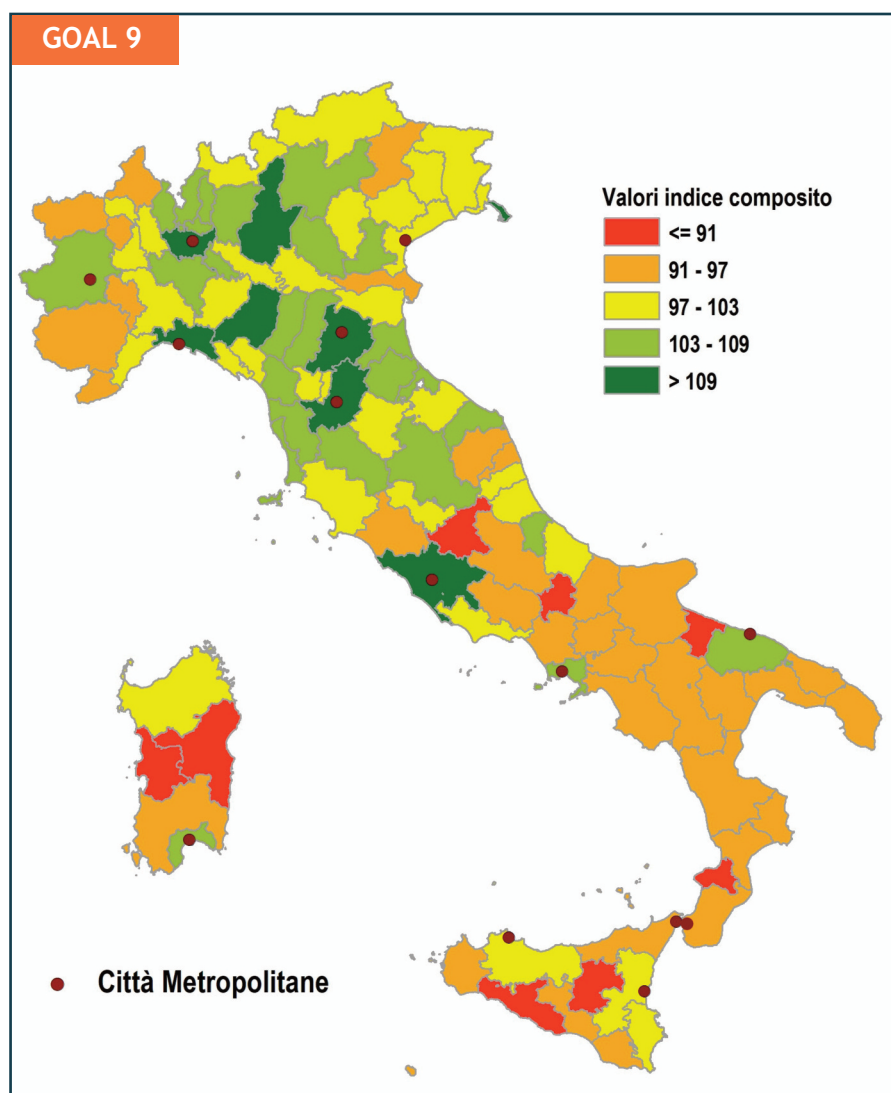 GOAL 9
Valori indice composito
<= 91
91 - 97
97 - 103
103 - 109
> 109
Città Metropolitane